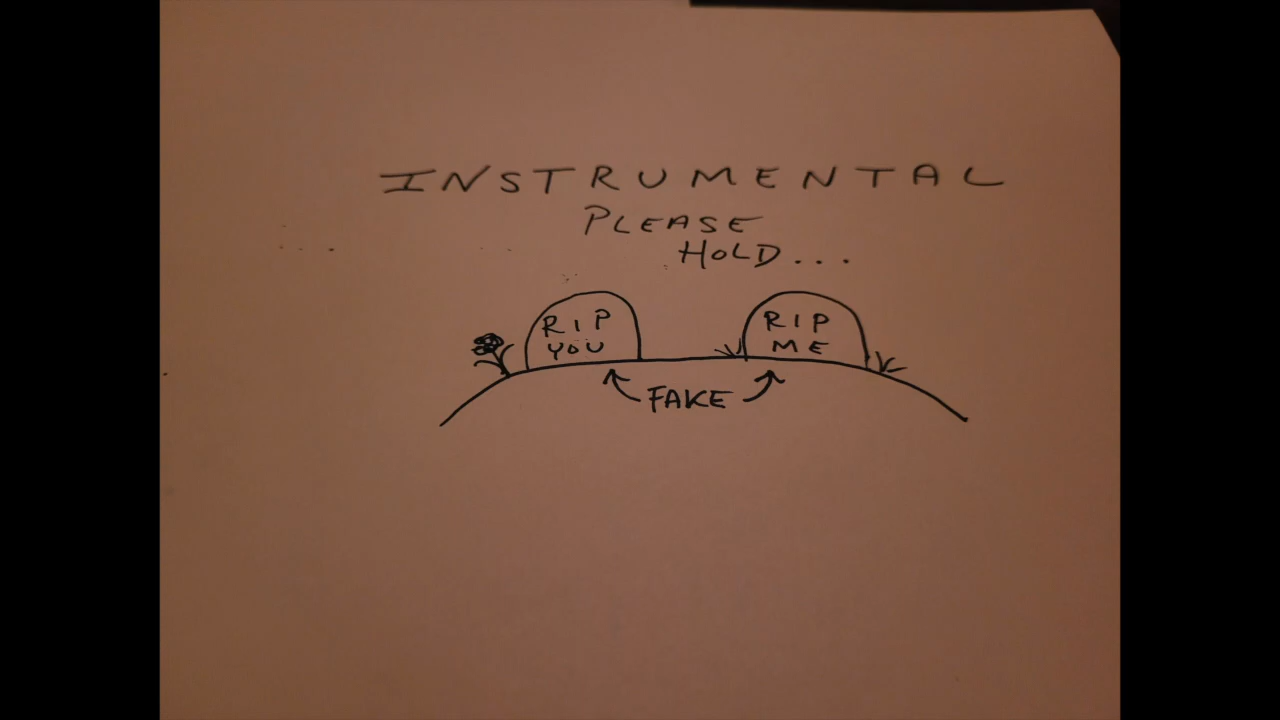 INSTRUMENTAL
PLEASE
HOLD...
RIP
YOU
RIP
ME
FAKE